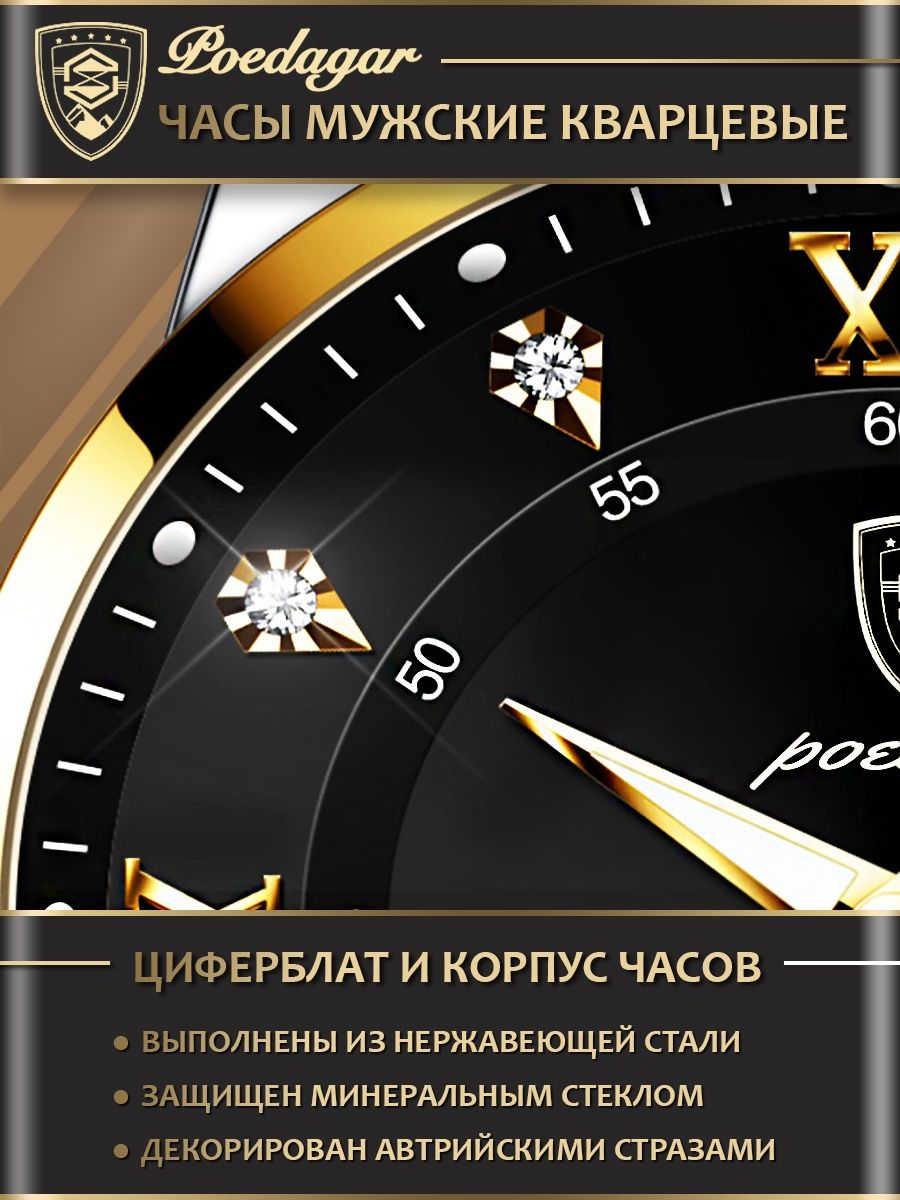 Poedagar
ЧАСЫ МУЖСКИЕ КВАРЦЕВЫЕ
X
60
55
50
poe
ЦИФЕРБЛАТ И КОРПУС ЧАСОВ
• ВЫПОЛНЕНЫ ИЗ НЕРЖАВЕЮЩЕЙ СТАЛИ
• ЗАЩИЩЕН МИНЕРАЛЬНЫМ СТЕКЛОМ
• ДЕКОРИРОВАН АВТРИЙСКИМИ СТРАЗАМИ